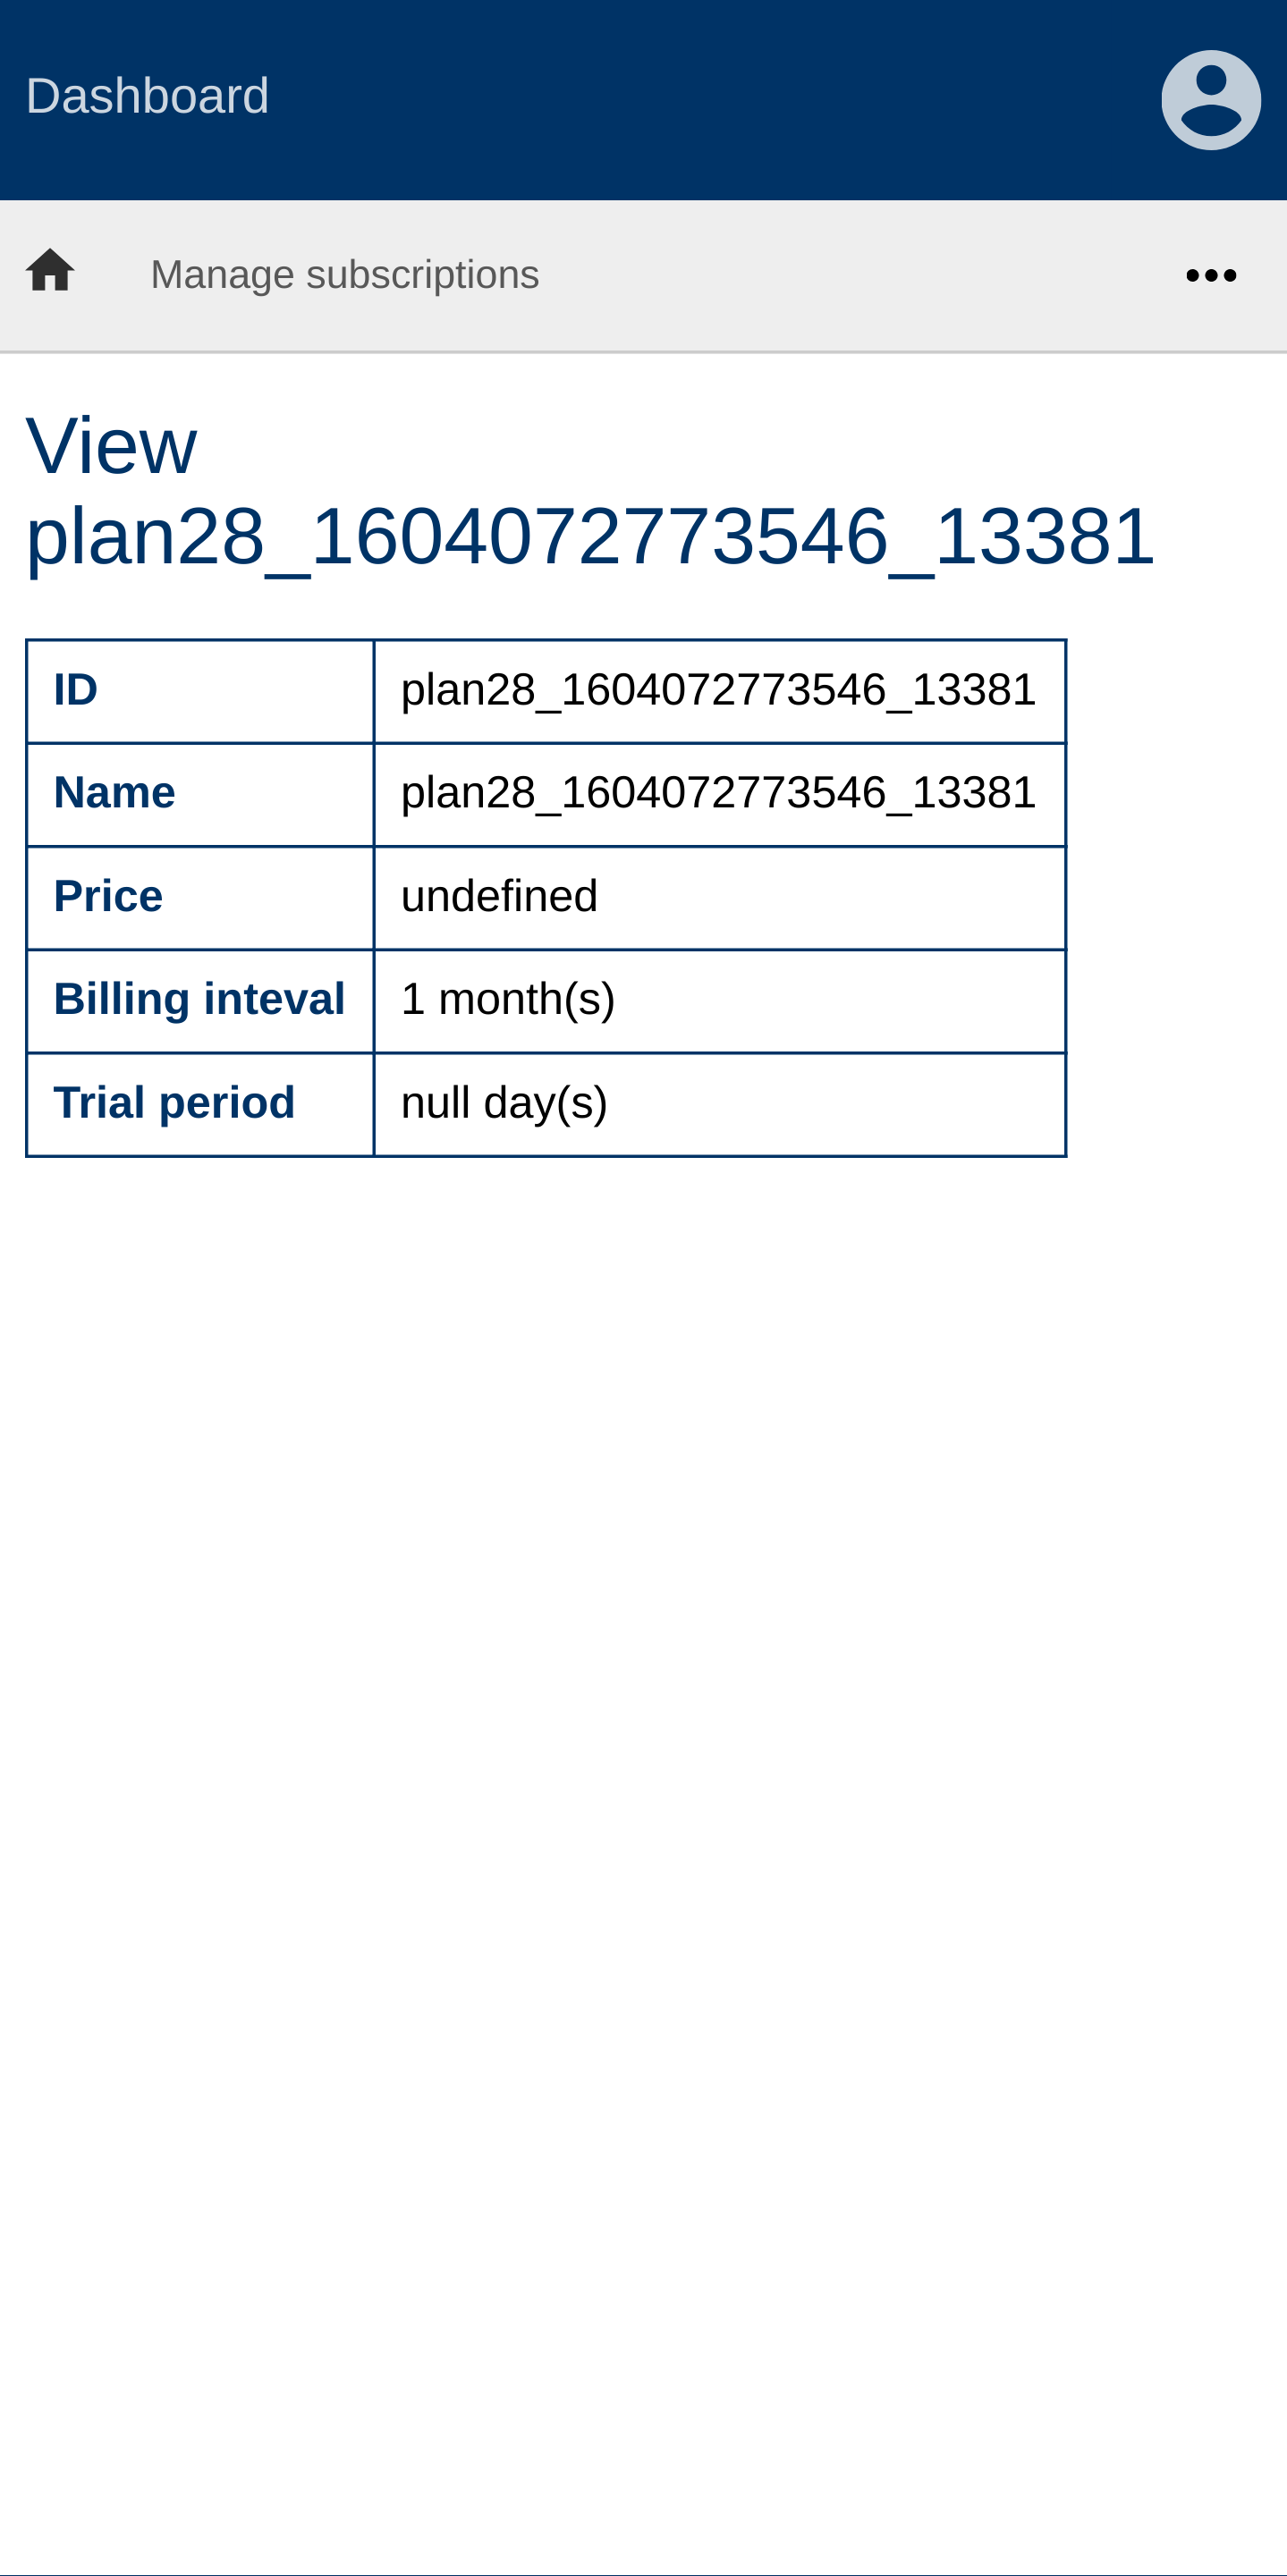 Dashboard
Manage subscriptions
View
plan28_1604072773546_13381
ID plan28_1604072773546_13381
Name plan28_1604072773546_13381
Price undefined
Billing inteval 1 month(s)
Trial period null day(s)